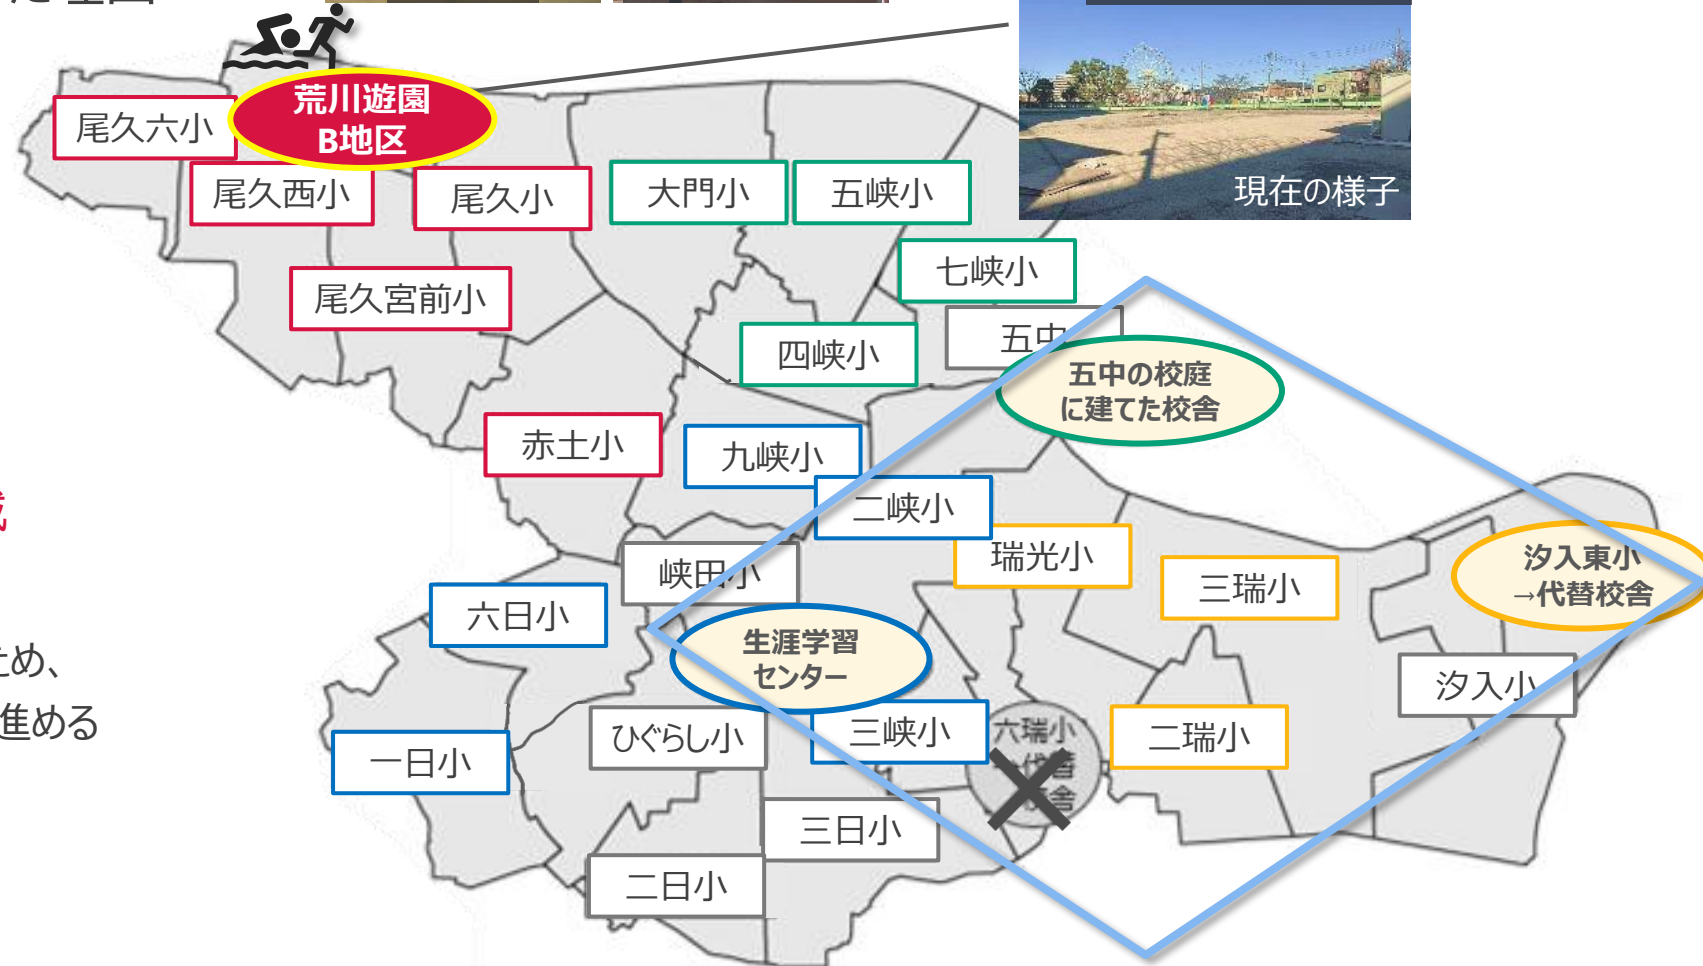 荒川遊園
B地区
尾久六小
尾久西小
尾久小
大門小
五峡小
現在の様子
尾久宮前小
七峡小
四峡小
五中
五中の校庭
に建てた校舎
赤土小
九峡小
二峡小
瑞光小
三瑞小
汐入東小
→代替校舎
峡田小
六日小
生涯学習
センター
汐入小
ため、
進める
ひぐらし小
三峡小
六瑞小
二瑞小
一日小
三日小
二日小